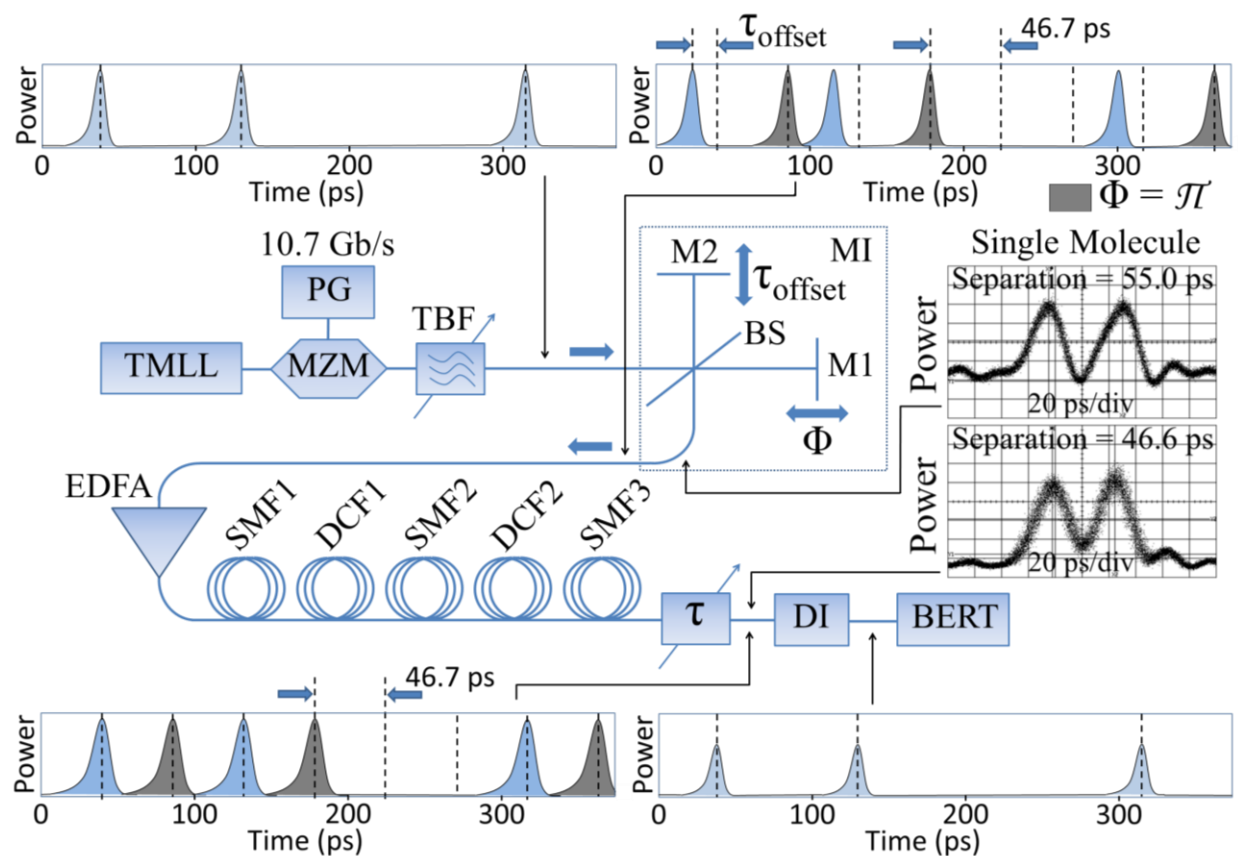 τoffset
46.7 ps
Power
0 100 200 300
Time (ps)
Power
0 100 200 300
Time (ps)
Φ = π
10.7 Gb/s
PG
TMLL
MZM
TBF
M2
MI
τoffset
BS
M1
Φ
Single Molecule
Separation = 55.0 ps
Power
20 ps/div
Separation = 46.6 ps
Power
20 ps/div
EDFA
SMF1
DCF1
SMF2
DCF2
SMF3
τ
DI
BERT
46.7 ps
Power
0 100 200 300
Time (ps)
Power
0 100 200 300
Time (ps)